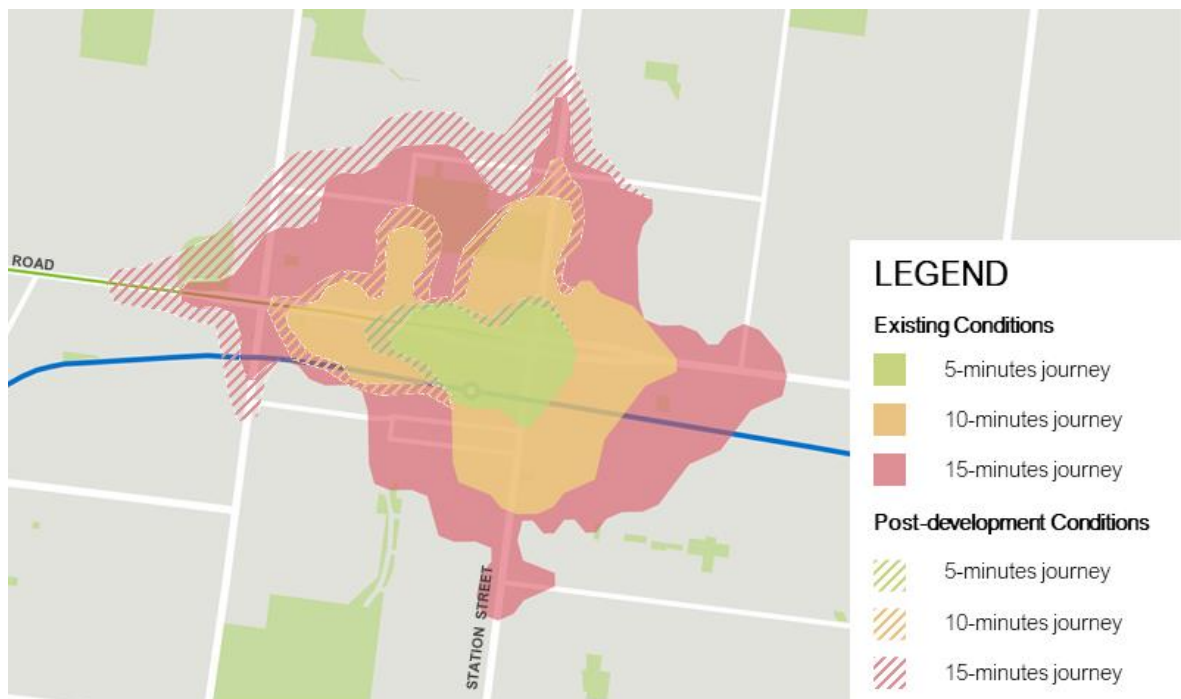 ROAD
STATION STREET
LEGEND
Existing Conditions
5-minutes journey
10-minutes journey
15-minutes journey
Post-development Conditions
5-minutes journey
10-minutes journey
15-minutes journey